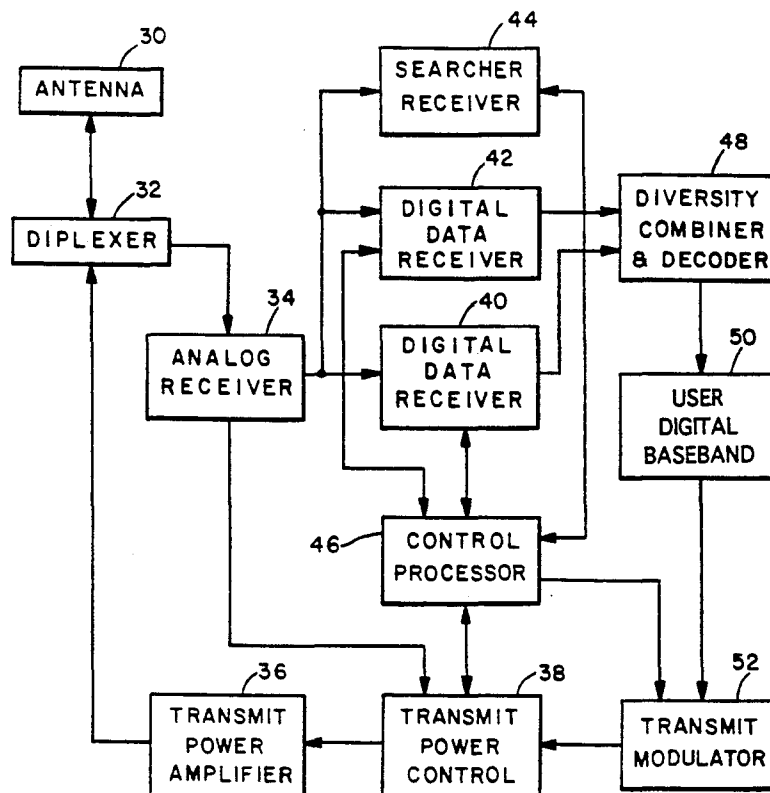 30
ANTENNA
32
DIPLEXER
34
ANALOG
RECEIVER
44
SEARCHER
RECEIVER
42
DIGITAL
DATA
RECEIVER
40
DIGITAL
DATA
RECEIVER
48
DIVERSITY
COMBINER
& DECODER
50
USER
DIGITAL
BASEBAND
46
CONTROL
PROCESSOR
36
TRANSMIT
POWER
AMPLIFIER
38
TRANSMIT
POWER
CONTROL
52
TRANSMIT
MODULATOR